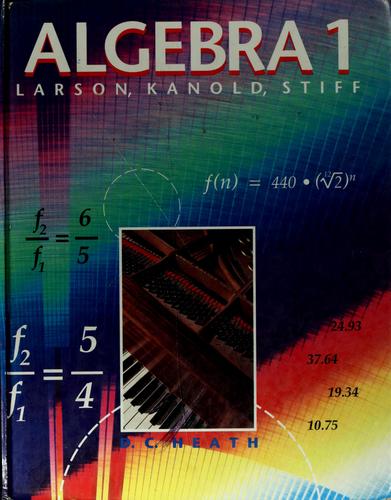 ALGEBRA 1
LARSON, KANOLD, STIFF
f(n) = 440 • (¹²√2)ⁿ
f₂/f₁ = 6/5
f₂/f₁ = 5/4
24.93
37.64
19.34
10.75
D. C. HEATH